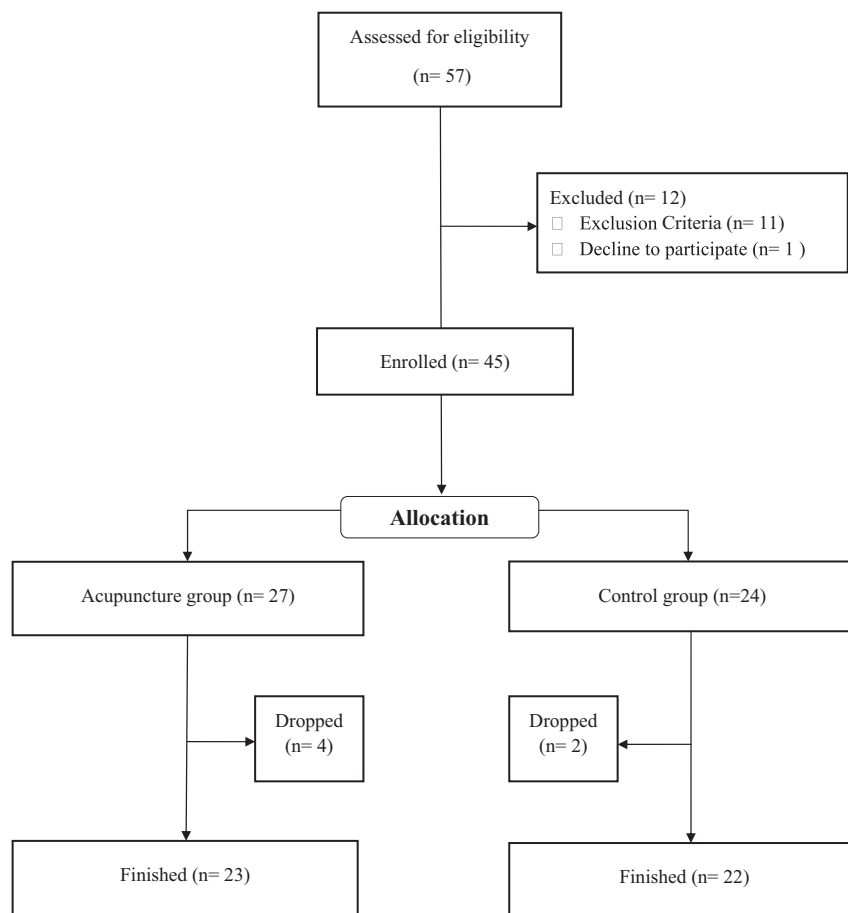 Assessed for eligibility
(n= 57)
Excluded (n= 12)
Exclusion Criteria (n= 11)
Decline to participate (n= 1 )
Enrolled (n= 45)
Allocation
Acupuncture group (n= 27)
Control group (n=24)
Dropped
(n= 4)
Dropped
(n= 2)
Finished (n= 23)
Finished (n= 22)